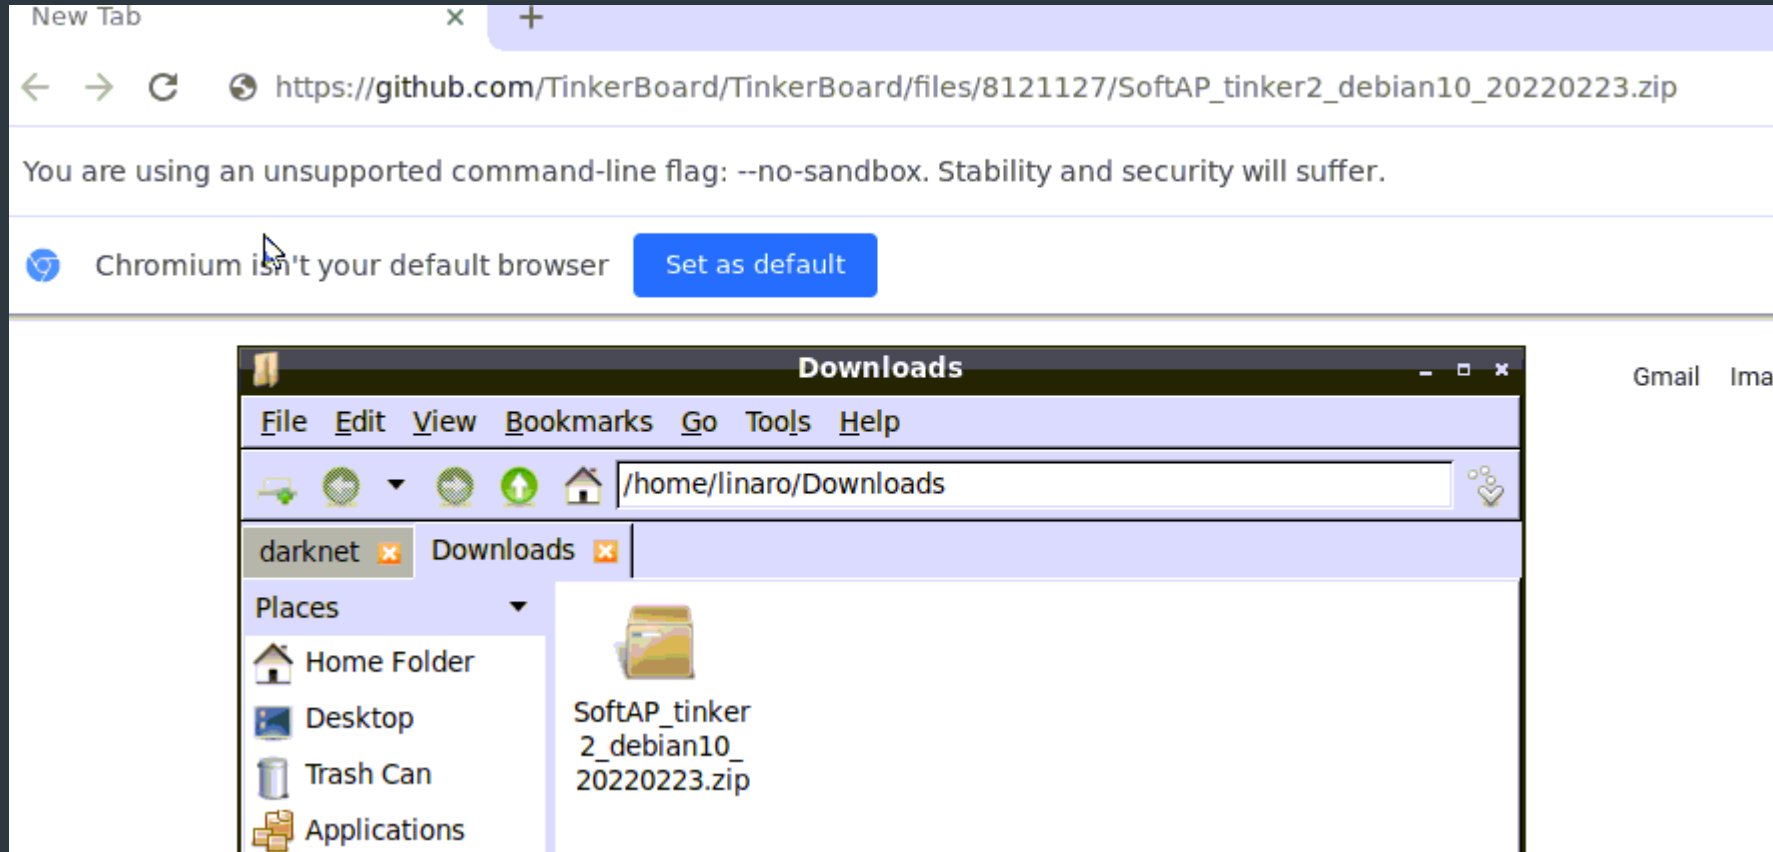 New Tab
https://github.com/TinkerBoard/TinkerBoard/files/8121127/SoftAP_tinker2_debian10_20220223.zip
You are using an unsupported command-line flag: --no-sandbox. Stability and security will suffer.
Chromium isn't your default browser Set as default
Downloads
Gmail Ima
File Edit View Bookmarks Go Tools Help
/home/linaro/Downloads
darknet Downloads
Places
Home Folder
Desktop
Trash Can
Applications
SoftAP_tinker
2_debian10_
20220223.zip